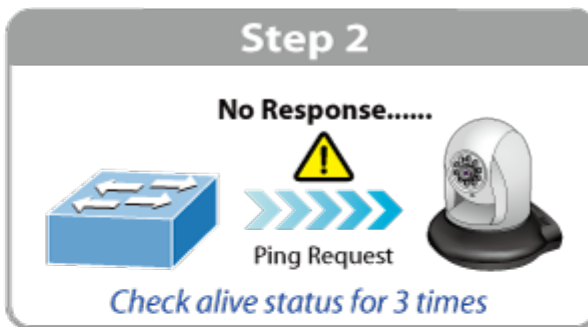 Step 2
No Response......
Ping Request
Check alive status for 3 times